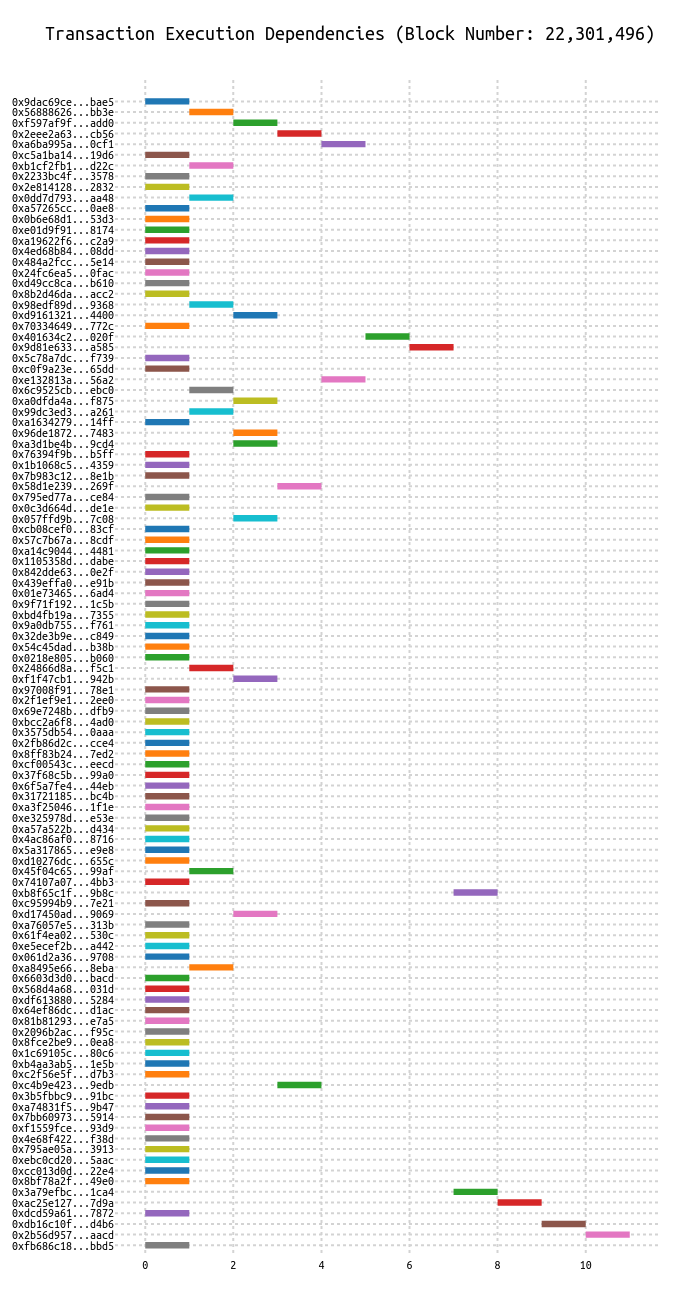 Transaction Execution Dependencies (Block Number: 22,301,496)
0x9dac69ce...bae5
0x56888626...bb3e
0xf597af9f...add0
0x2eee2a63...cb56
0xa6ba995a...0cf1
0xc5a1ba14...19d6
0xb1cf2fb1...d22c
0x2233bc4f...3578
0x2e814128...2832
0x0dd7d793...aa48
0xa57265cc...0ae8
0x0b6e68d1...53d3
0xe01d9f91...8174
0xa19622f6...c2a9
0x4ed68b84...08dd
0x484a2fcc...5e14
0x24fc6ea5...0fac
0xd49cc8ca...b610
0x8b2d46da...acc2
0x98edf89d...9368
0xd9161321...4400
0x70334649...772c
0x401634c2...020f
0x9d81e633...a585
0x5c78a7dc...f739
0xc0f9a23e...65dd
0xe132813a...56a2
0x6c9525cb...ebc0
0xa0dfda4a...f875
0x99dc3ed3...a261
0xa1634279...14ff
0x96de1872...7483
0xa3d1be4b...9cd4
0x76394f9b...b5ff
0x1b1068c5...4359
0x7b983c12...8e1b
0x58d1e239...269f
0x795ed77a...ce84
0x0c3d664d...de1e
0x057ffd9b...7c08
0xcb08cef0...83cf
0x57c7b67a...8cdf
0xa14c9044...4481
0x1105358d...dabe
0x842dde63...0e2f
0x439effa0...e91b
0x01e73465...6ad4
0x9f71f192...1c5b
0xbd4fb19a...7355
0x9a0db755...f761
0x32de3b9e...c849
0x54c45dad...b38b
0x0218e805...b060
0x24866d8a...f5c1
0xf1f47cb1...942b
0x97008f91...78e1
0x2f1ef9e1...2ee0
0x69e7248b...dfb9
0xbcc2a6f8...4ad0
0x3575db54...0aaa
0x2fb86d2c...cce4
0x8ff83b24...7ed2
0xcf00543c...eecd
0x37f68c5b...99a0
0x6f5a7fe4...44eb
0x31721185...bc4b
0xa3f25046...1f1e
0xe325978d...e53e
0xa57a522b...d434
0x4ac86af0...8716
0x5a317865...e9e8
0xd10276dc...655c
0x45f04c65...99af
0x74107a07...4bb3
0xb8f65c1f...9b8c
0xc95994b9...7e21
0xd17450ad...9069
0xa76057e5...313b
0x61f4ea02...530c
0xe5ecef2b...a442
0x061d2a36...9708
0xa8495e66...8eba
0x6603d3d0...bacd
0x568d4a68...031d
0xdf613880...5284
0x64ef86dc...d1ac
0x81b81293...e7a5
0x2096b2ac...f95c
0x8fce2be9...0ea8
0x1c69105c...80c6
0xb4aa3ab5...1e5b
0xc2f56e5f...d7b3
0xc4b9e423...9edb
0x3b5fbbc9...91bc
0xa74831f5...9b47
0x7bb60973...5914
0xf1559fce...93d9
0x4e68f422...f38d
0x795ae05a...3913
0xebc0cd20...5aac
0xcc013d0d...22e4
0x8bf78a2f...49e0
0x3a79efbc...1ca4
0xac25e127...7d9a
0xdcd59a61...7872
0xdb16c10f...d4b6
0x2b56d957...aacd
0xfb686c18...bbd5
0 2 4 6 8 10